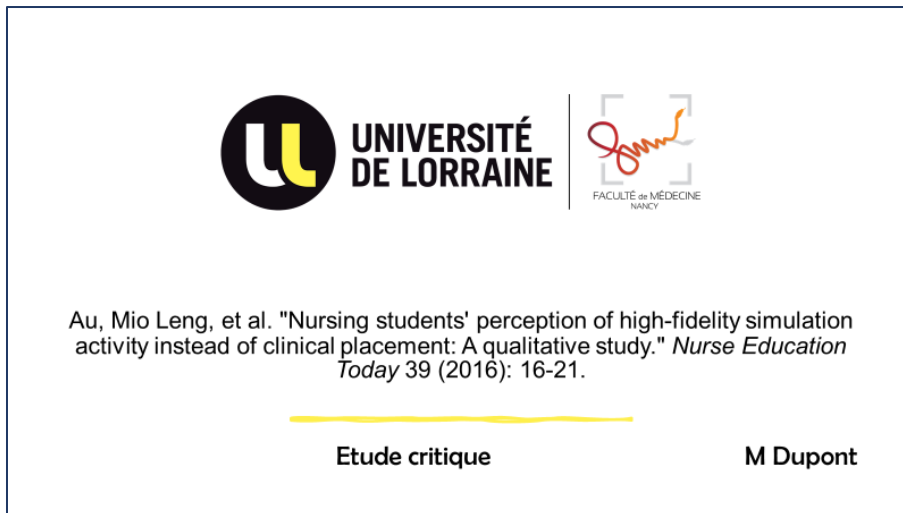 UNIVERSITÉ
DE LORRAINE
FACULTÉ de MÉDECINE
NANCY
Au, Mio Leng, et al. "Nursing students' perception of high-fidelity simulation
activity instead of clinical placement: A qualitative study." Nurse Education
Today 39 (2016): 16-21.
Etude critique
M Dupont